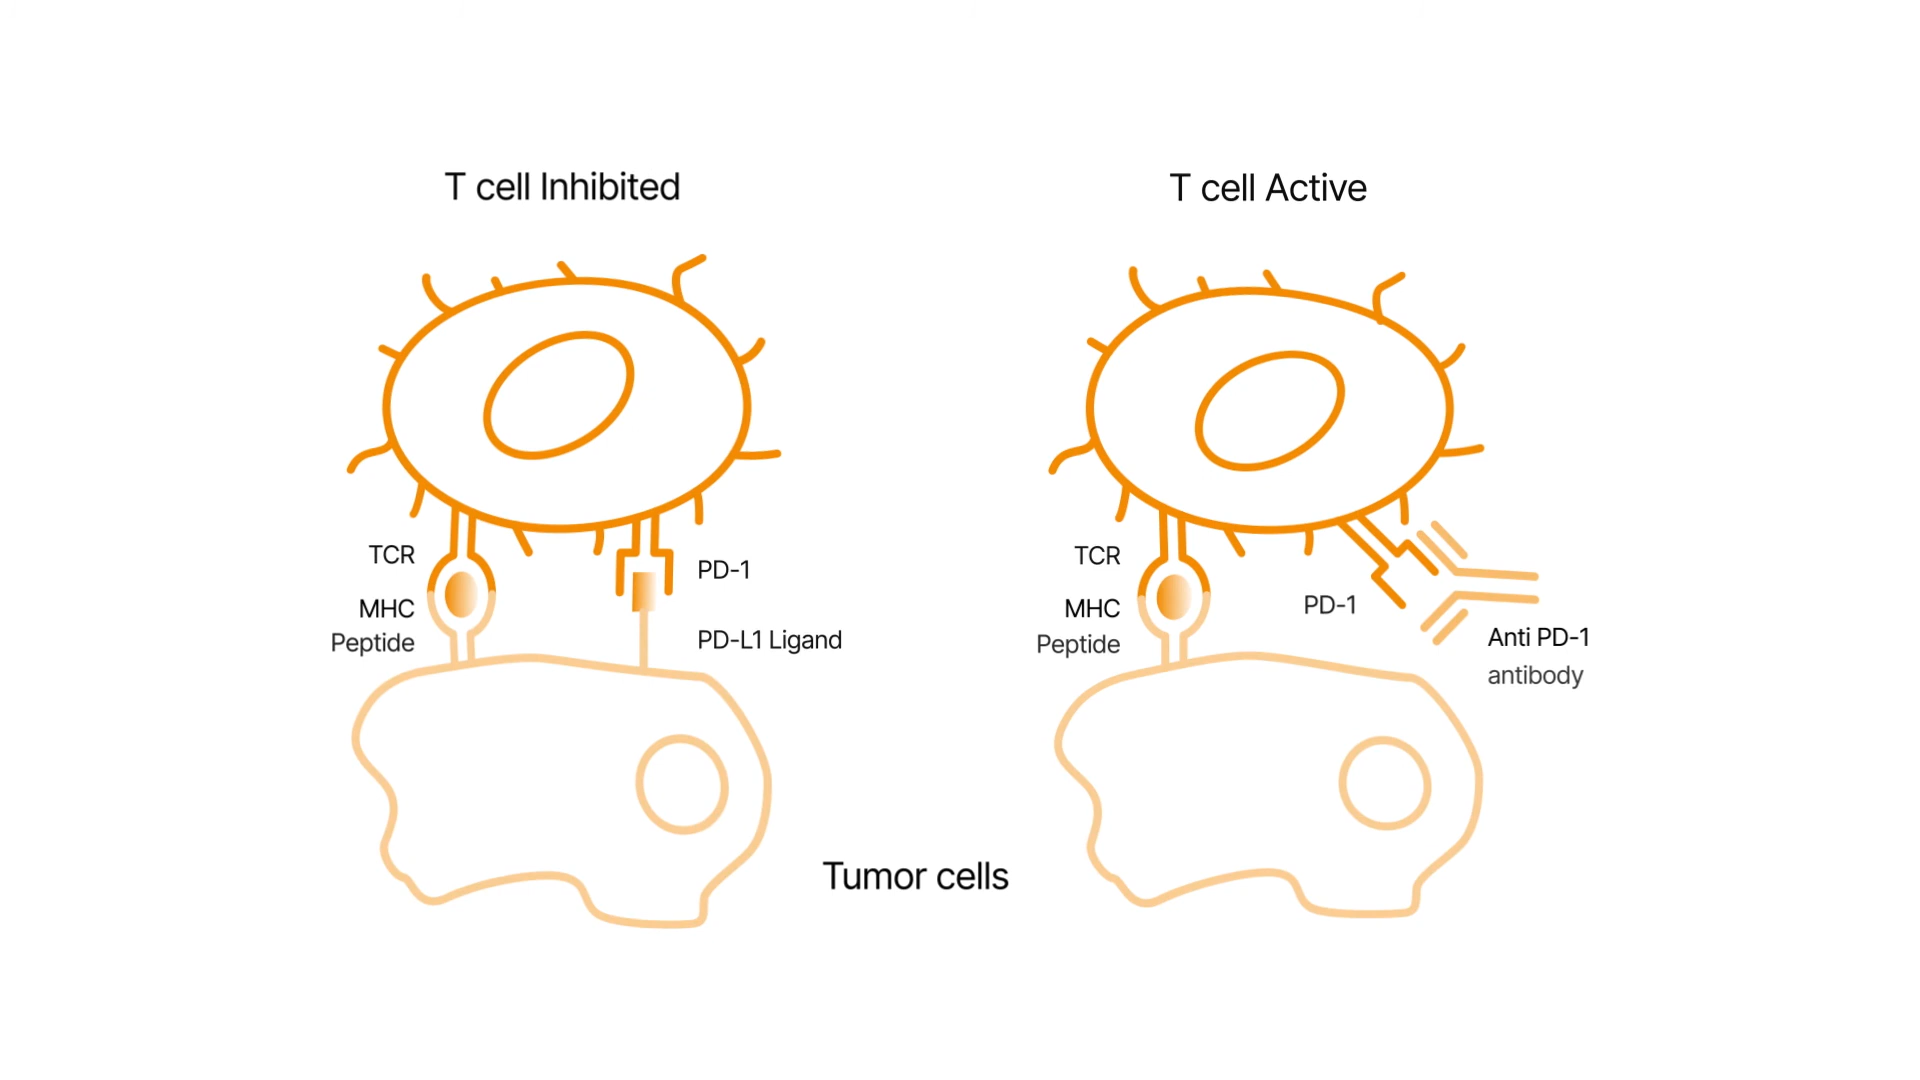 T cell Inhibited
T cell Active
TCR
MHC
Peptide
PD-1
PD-L1 Ligand
TCR
MHC
Peptide
PD-1
Anti PD-1
antibody
Tumor cells